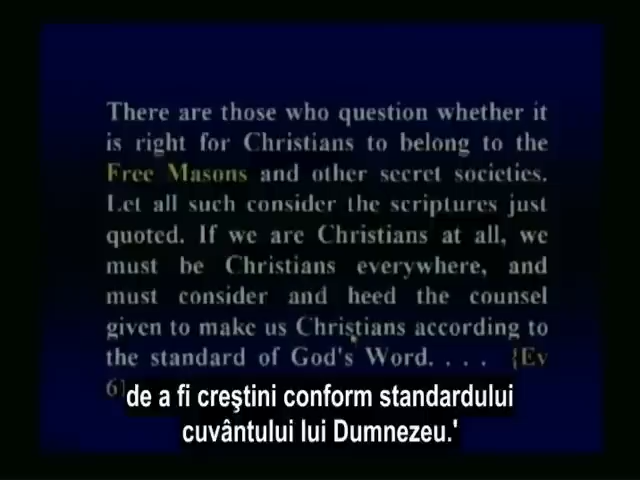 There are those who question whether it
is right for Christians to belong to the
Free Masons and other secret societies.
Let all such consider the scriptures just
quoted. If we are Christians at all, we
must be Christians everywhere, and
must consider and heed the counsel
given to make us Christians according to
the standard of God's Word. . . . {Ev
6
de a fi creştini conform standardului
cuvântului lui Dumnezeu.'